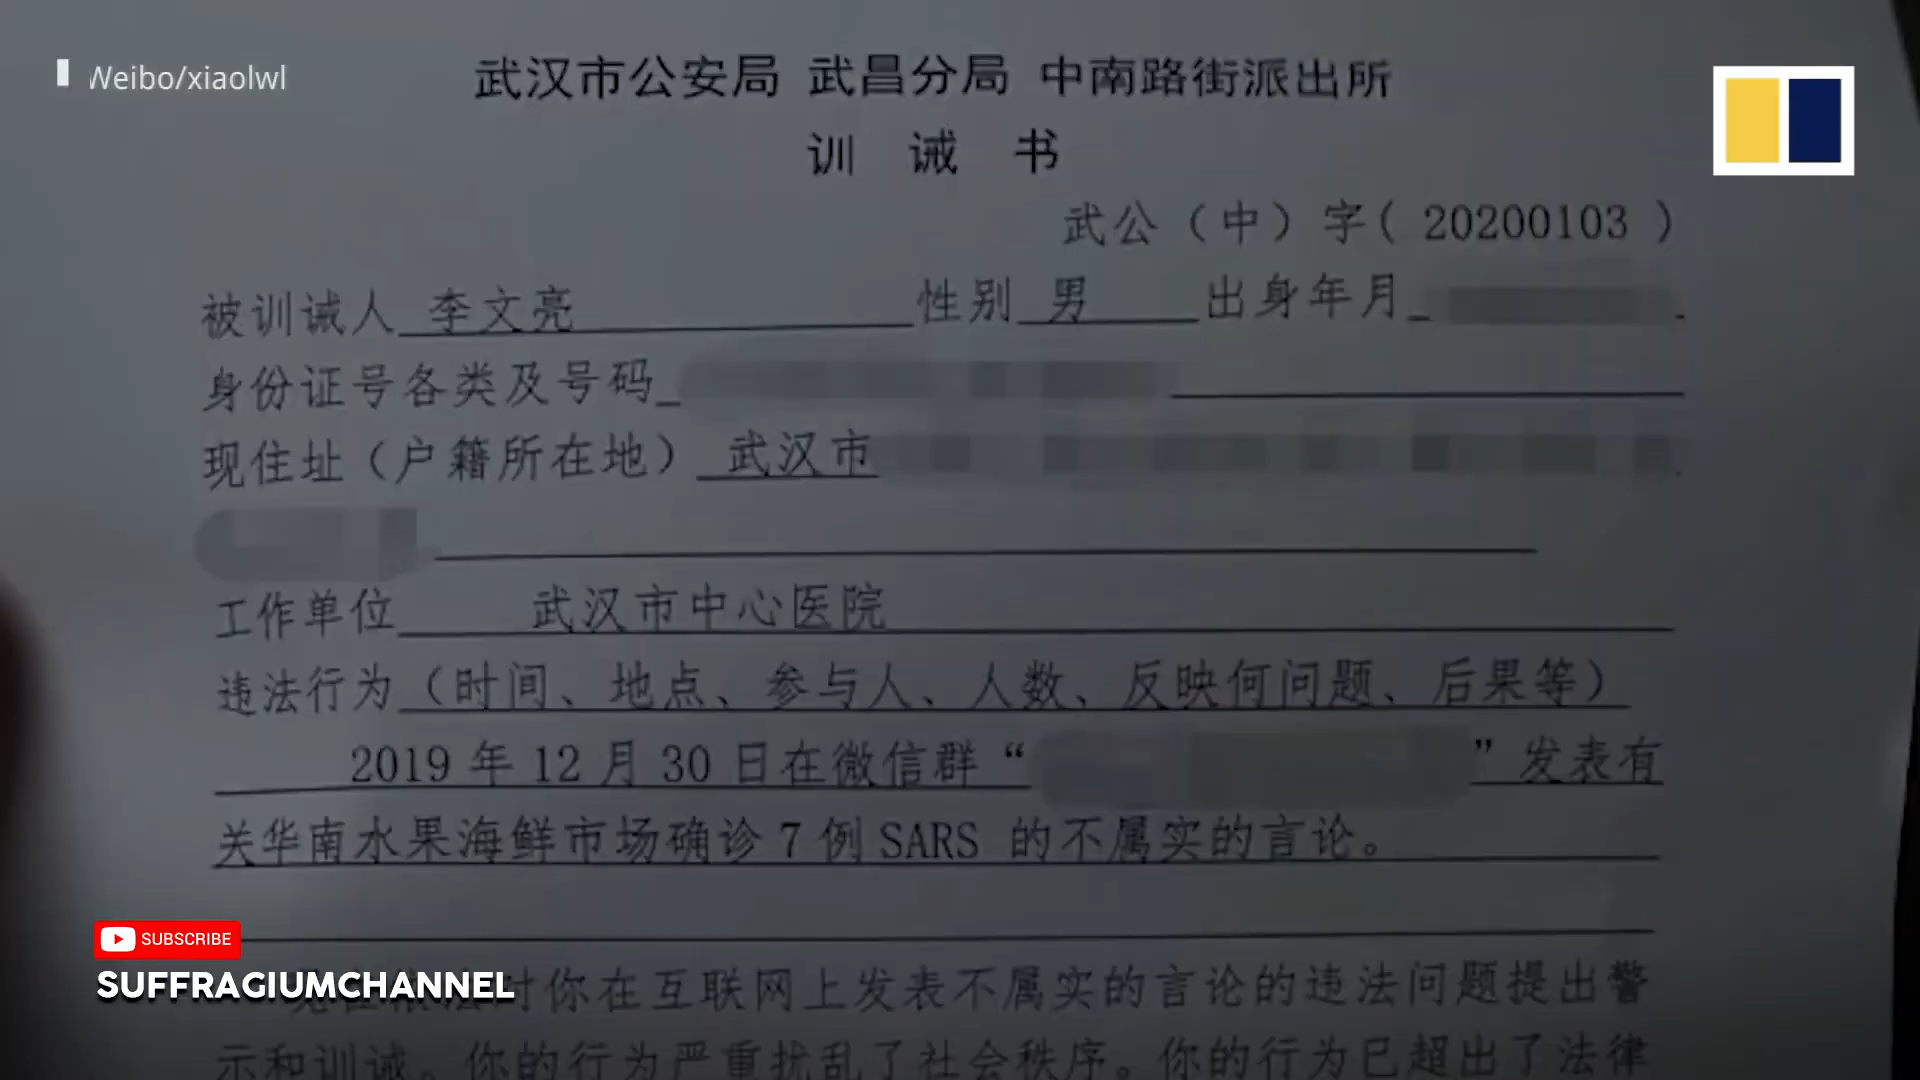 Weibo/xiaolwl
武汉市公安局 武昌分局 中南路街派出所
训 诫 书
武公（中）字( 20200103 )
被训诫人 李文亮 性别 男 出身年月
身份证号各类及号码
现住址（户籍所在地） 武汉市
工作单位 武汉市中心医院
违法行为（时间、地点、参与人、人数、反映何问题、后果等）
2019 年 12 月 30 日在微信群“ ”发表有
关华南水果海鲜市场确诊 7 例 SARS 的不属实的言论。
SUBSCRIBE
SUFFRAGIUMCHANNEL
对你在互联网上发表不属实的言论的违法问题提出警
示和训诫。你的行为严重扰乱了社会秩序。你的行为已超出了法律